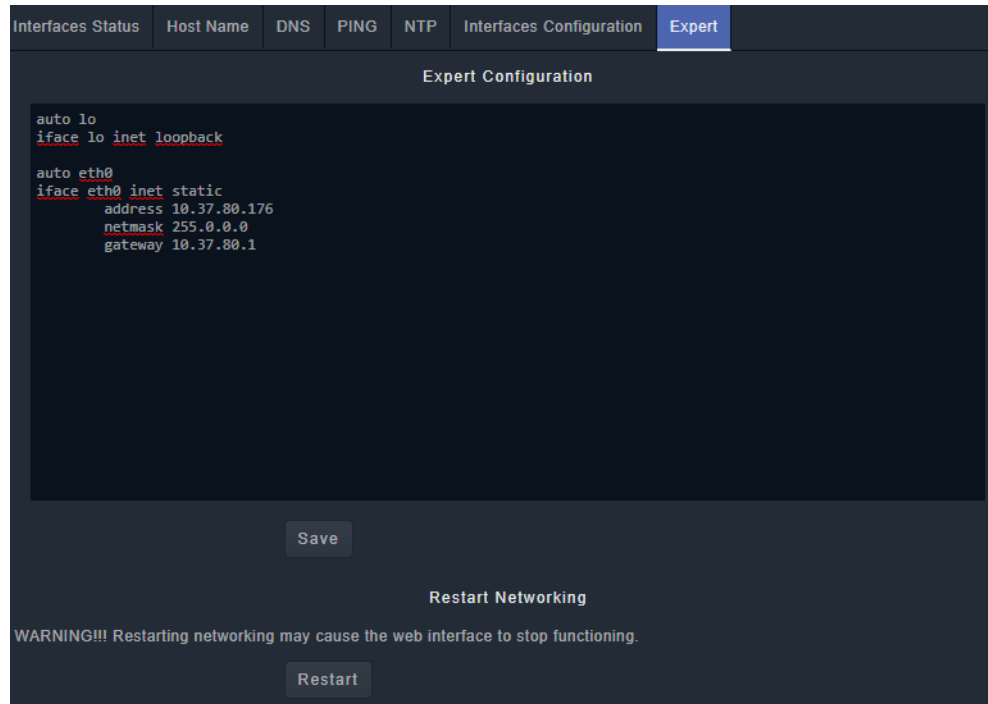 Interfaces Status Host Name DNS PING NTP Interfaces Configuration Expert
Expert Configuration
auto lo
iface lo inet loopback
auto eth0
iface eth0 inet static
address 10.37.80.176
netmask 255.0.0.0
gateway 10.37.80.1
Save
Restart Networking
WARNING!!! Restarting networking may cause the web interface to stop functioning.
Restart